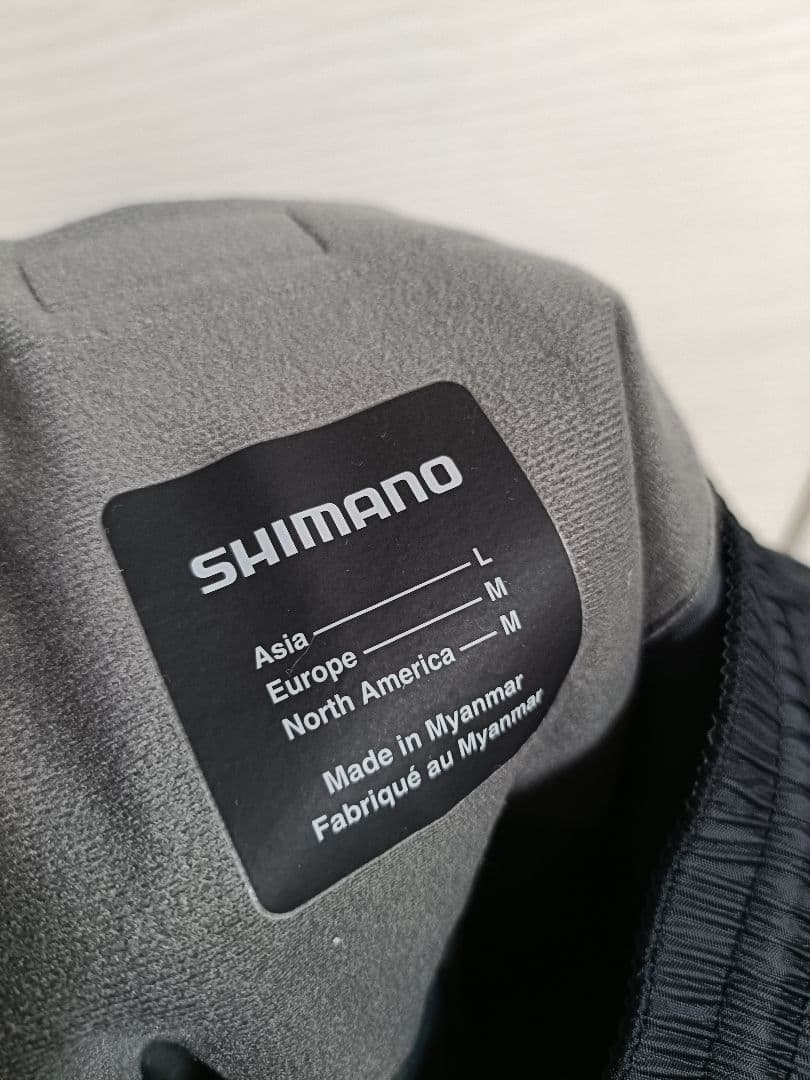 SHIMANO
Asia L
Europe M
North America M
Made in Myanmar
Fabriqué au Myanmar